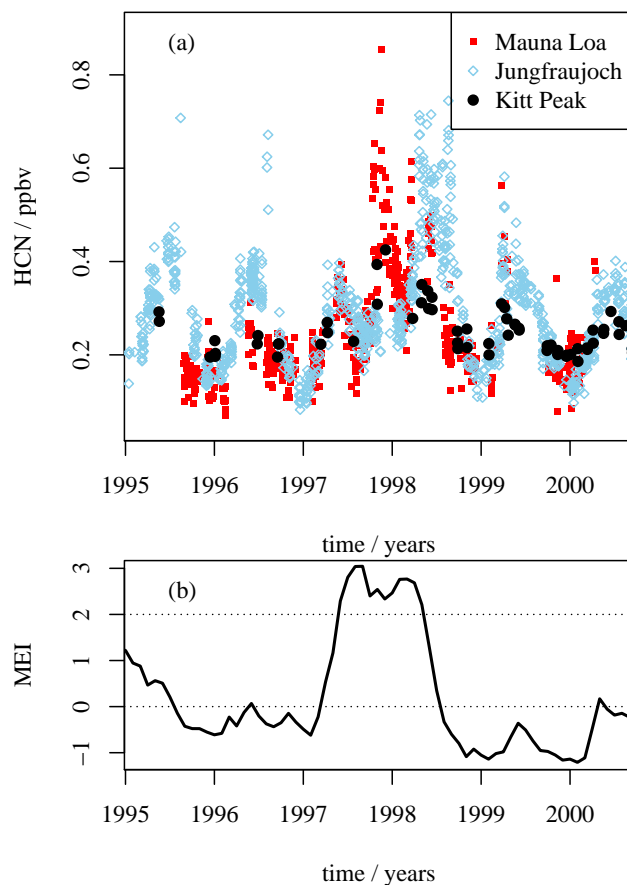 (a)
Mauna Loa
Jungfraujoch
Kitt Peak
HCN / ppbv
0.8
0.6
0.4
0.2
1995 1996 1997 1998 1999 2000
time / years
(b)
MEI
3
2
1
0
−1
1995 1996 1997 1998 1999 2000
time / years